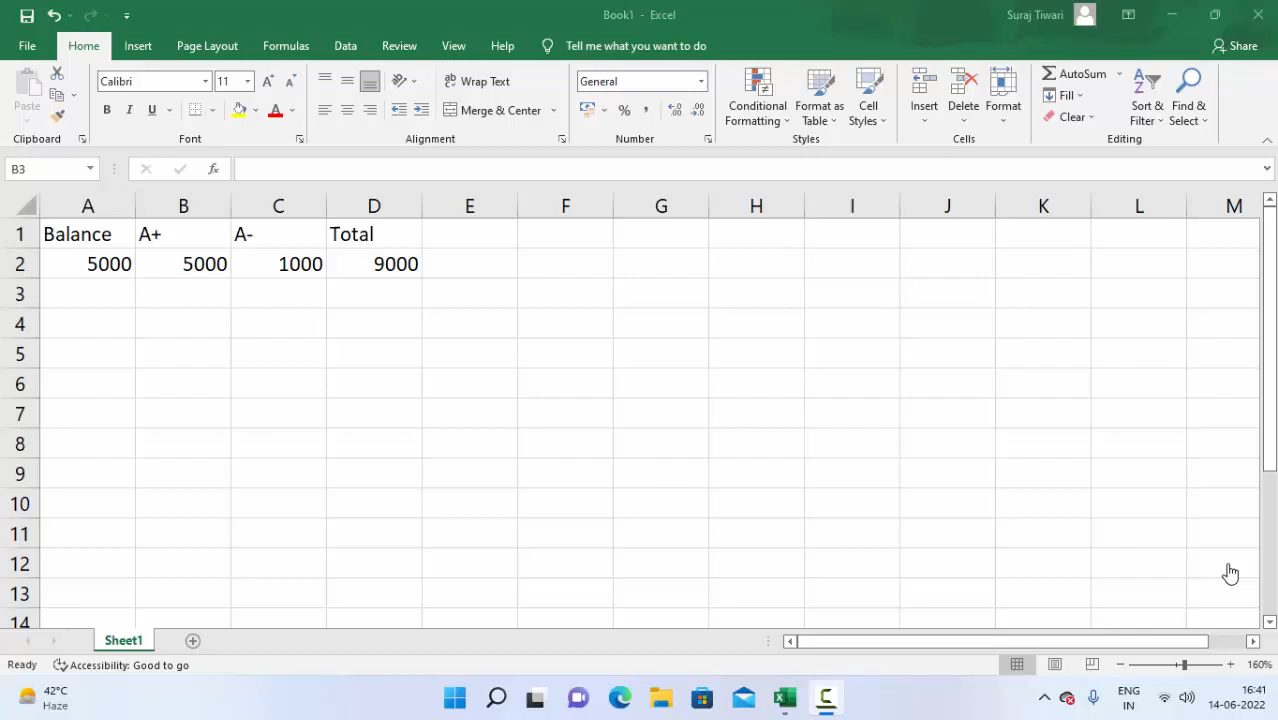 Book1 - Excel
Suraj Tiwari
File Home Insert Page Layout Formulas Data Review View Help Tell me what you want to do Share
Paste
Calibri 11
B I U
Wrap Text
Merge & Center
General
Conditional Formatting
Format as Table
Cell Styles
Insert
Delete
Format
AutoSum
Fill
Clear
Sort & Filter
Find & Select
Clipboard Font Alignment Number Styles Cells Editing
B3 fx
A B C D E F G H I J K L M
1 Balance A+ A- Total
2 5000 5000 1000 9000
3
4
5
6
7
8
9
10
11
12
13
14
Sheet1
Ready Accessibility: Good to go 160%
42°C
Haze
ENG
IN
16:41
14-06-2022